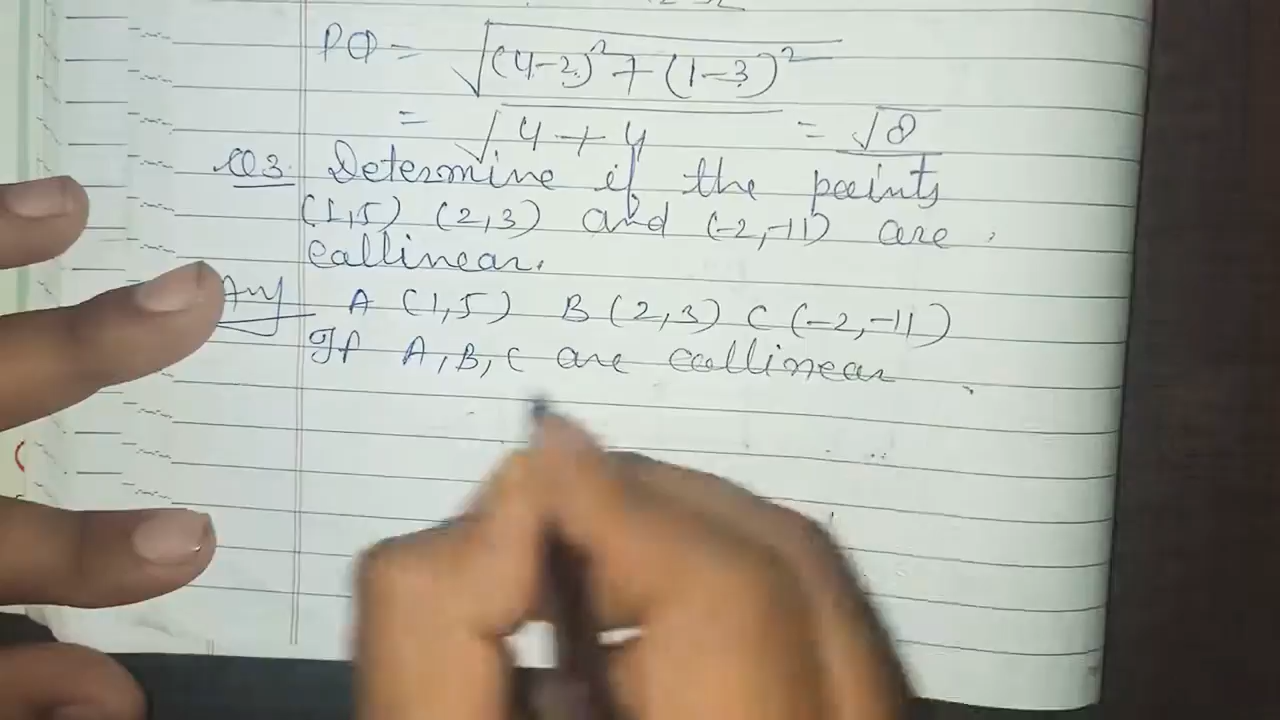 PQ = √(4-2)² + (1-3)²
= √4 + 4 = √8
Q3. Determine if the points
(1,5) (2,3) and (-2,-11) are
collinear.
Ans A (1,5) B (2,3) C (-2,-11)
If A, B, C are collinear